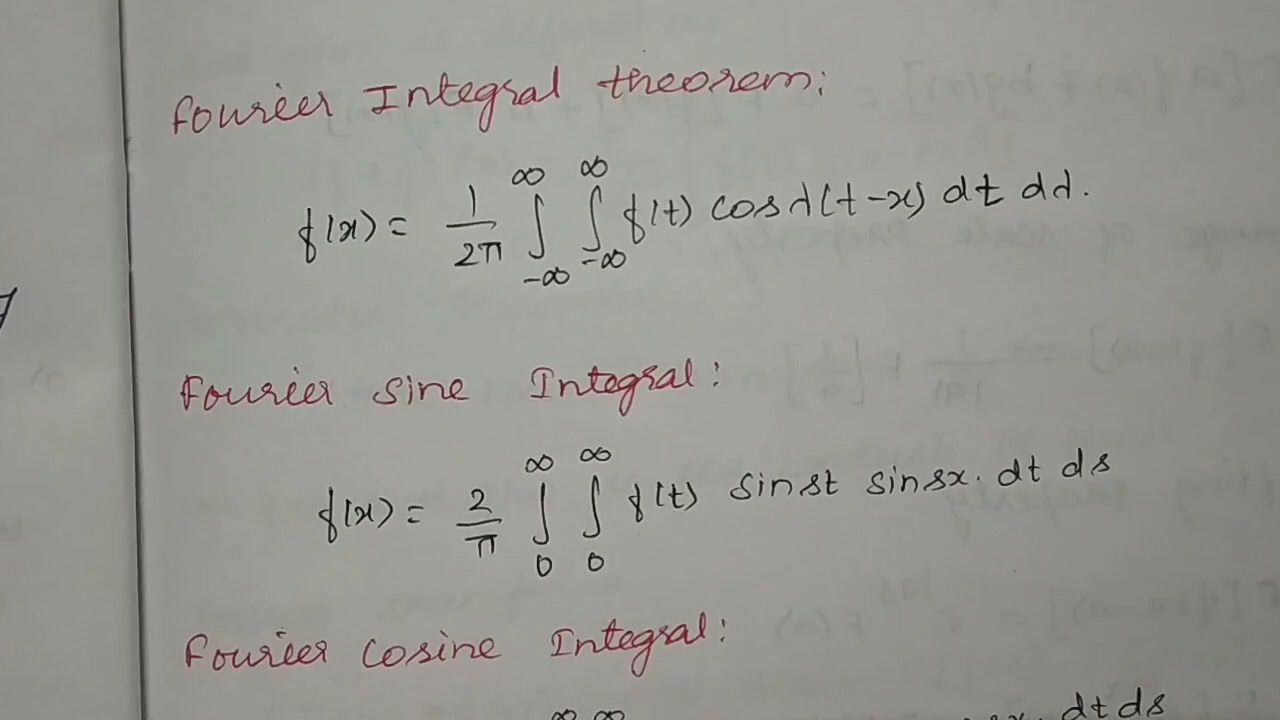 Fourier Integral theorem:
f(x) = 1/2π ∫_{-∞}^{∞} ∫_{-∞}^{∞} f(t) cos λ(t-x) dt dλ.
Fourier sine Integral:
f(x) = 2/π ∫_{0}^{∞} ∫_{0}^{∞} f(t) sin st sin sx. dt ds
Fourier cosine Integral:
∞ ∞ sx. dt ds